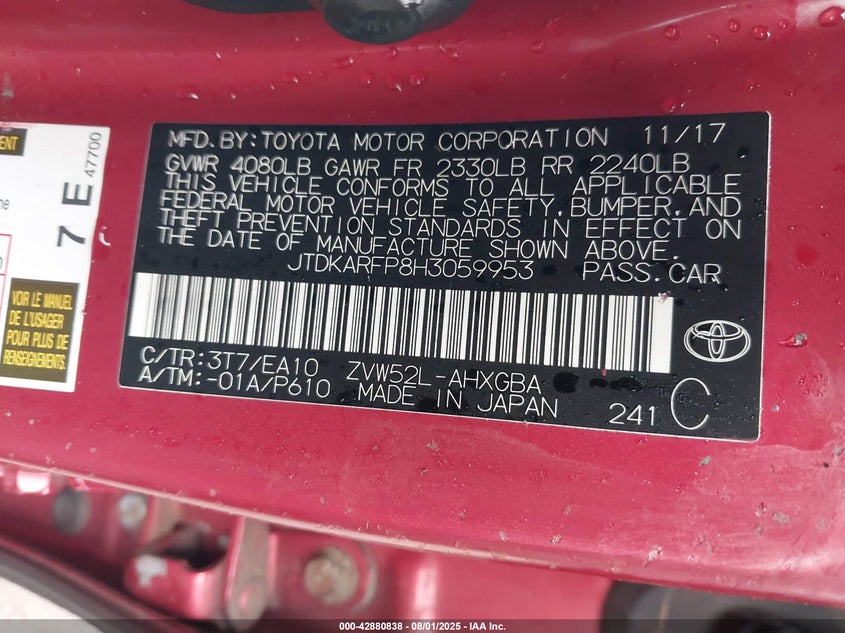 MFD.BY:TOYOTA MOTOR CORPORATION 11/17
GVWR 4080LB GAWR FR 2330LB RR 2240LB
THIS VEHICLE CONFORMS TO ALL APPLICABLE
FEDERAL MOTOR VEHICLE SAFETY,BUMPER,AND
THEFT PREVENTION STANDARDS IN EFFECT ON
THE DATE OF MANUFACTURE SHOWN ABOVE.
JTDKARFP8H3059953 PASS.CAR
C/TR:3T7/EA10 ZVW52L-AHXGBA
A/TM:-01A/P610 MADE IN JAPAN
241 C
7 E 47700
VOIR LE MANUEL
DE L'USAGER
POUR PLUS DE
RENSEIGNEMENTS.
000-42880838 - 08/01/2025 - IAA Inc.